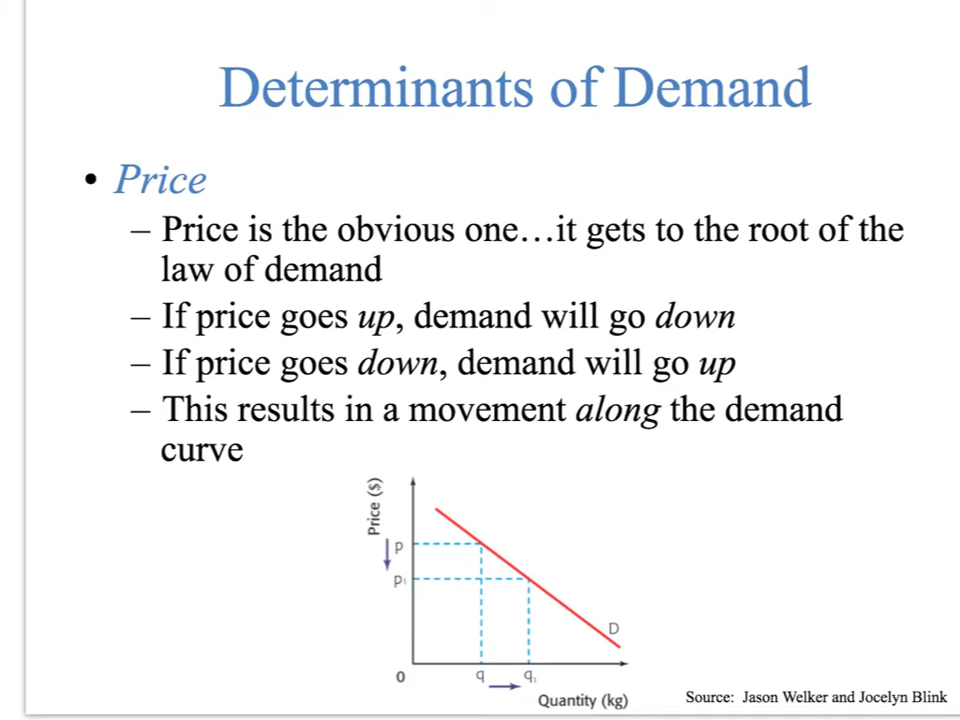 Determinants of Demand
• Price
– Price is the obvious one…it gets to the root of the
law of demand
– If price goes up, demand will go down
– If price goes down, demand will go up
– This results in a movement along the demand
curve
Price ($)
p
p₁
D
0
q
q₁
Quantity (kg)
Source: Jason Welker and Jocelyn Blink